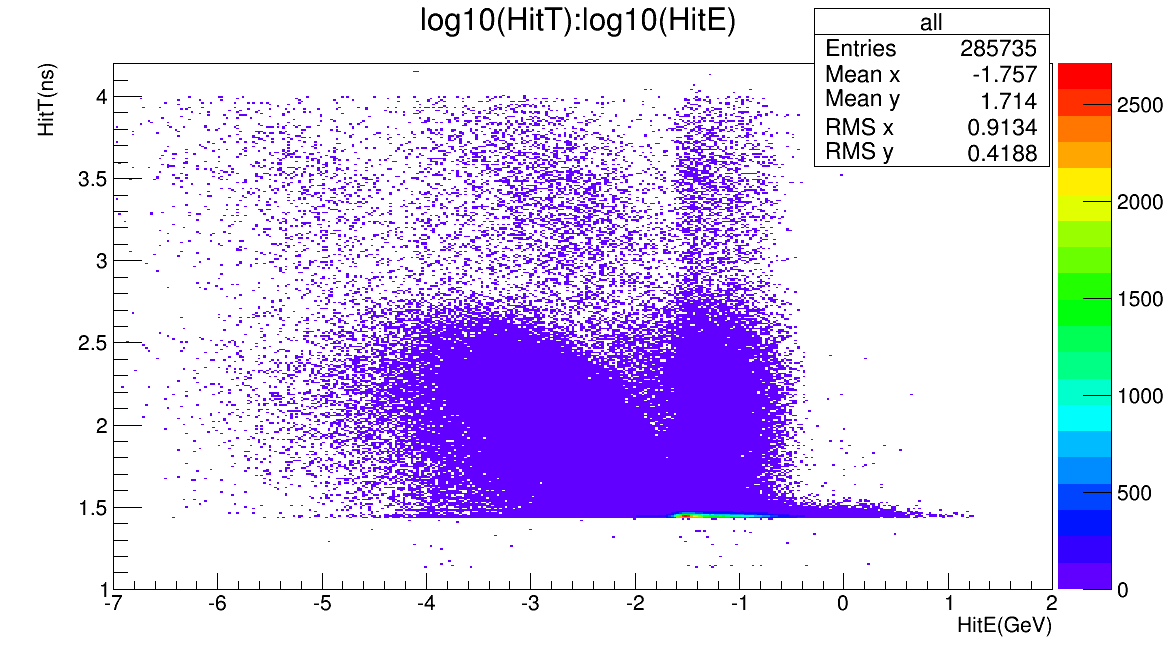 log10(HitT):log10(HitE)
all
Entries 285735
Mean x -1.757
Mean y 1.714
RMS x 0.9134
RMS y 0.4188
HitT(ns)
4
3.5
3
2.5
2
1.5
1
-7 -6 -5 -4 -3 -2 -1 0 1 2
HitE(GeV)
2500
2000
1500
1000
500
0